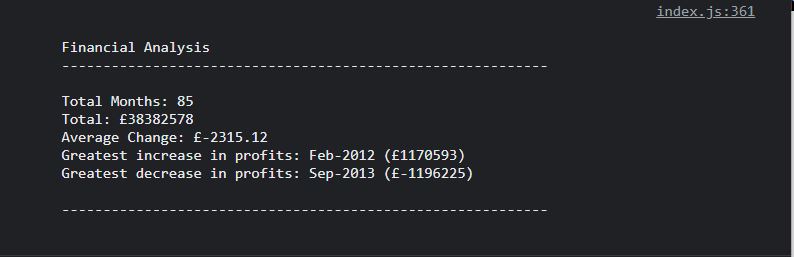 index.js:361
Financial Analysis
-----------------------------------------------------------
Total Months: 85
Total: £38382578
Average Change: £-2315.12
Greatest increase in profits: Feb-2012 (£1170593)
Greatest decrease in profits: Sep-2013 (£-1196225)
-----------------------------------------------------------